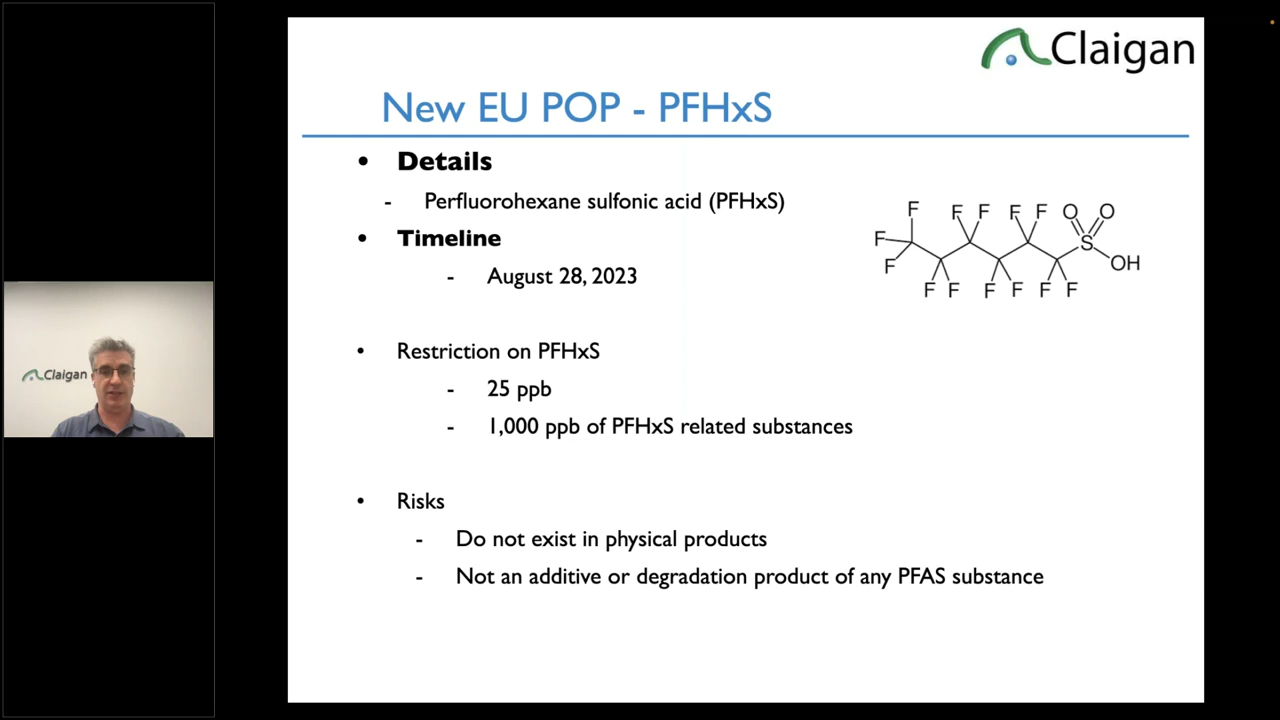 Claigan
New EU POP - PFHxS
• Details
- Perfluorohexane sulfonic acid (PFHxS)
• Timeline
- August 28, 2023
• Restriction on PFHxS
- 25 ppb
- 1,000 ppb of PFHxS related substances
• Risks
- Do not exist in physical products
- Not an additive or degradation product of any PFAS substance
F F F F F O O
F S
F OH
F F F F F F
Claigan